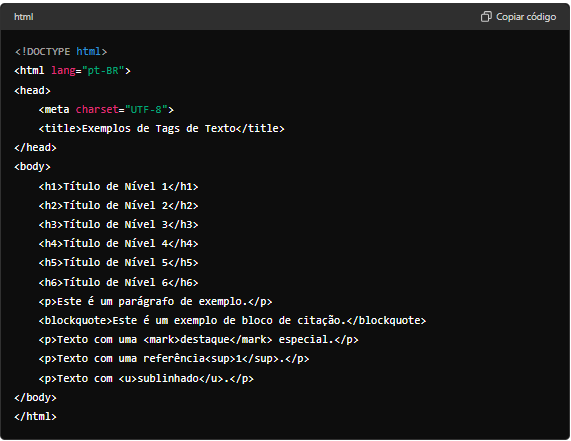 html
Copiar código
<!DOCTYPE html>
<html lang="pt-BR">
<head>
    <meta charset="UTF-8">
    <title>Exemplos de Tags de Texto</title>
</head>
<body>
    <h1>Título de Nível 1</h1>
    <h2>Título de Nível 2</h2>
    <h3>Título de Nível 3</h3>
    <h4>Título de Nível 4</h4>
    <h5>Título de Nível 5</h5>
    <h6>Título de Nível 6</h6>
    <p>Este é um parágrafo de exemplo.</p>
    <blockquote>Este é um exemplo de bloco de citação.</blockquote>
    <p>Texto com uma <mark>destaque</mark> especial.</p>
    <p>Texto com uma referência<sup>1</sup>.</p>
    <p>Texto com <u>sublinhado</u>.</p>
</body>
</html>